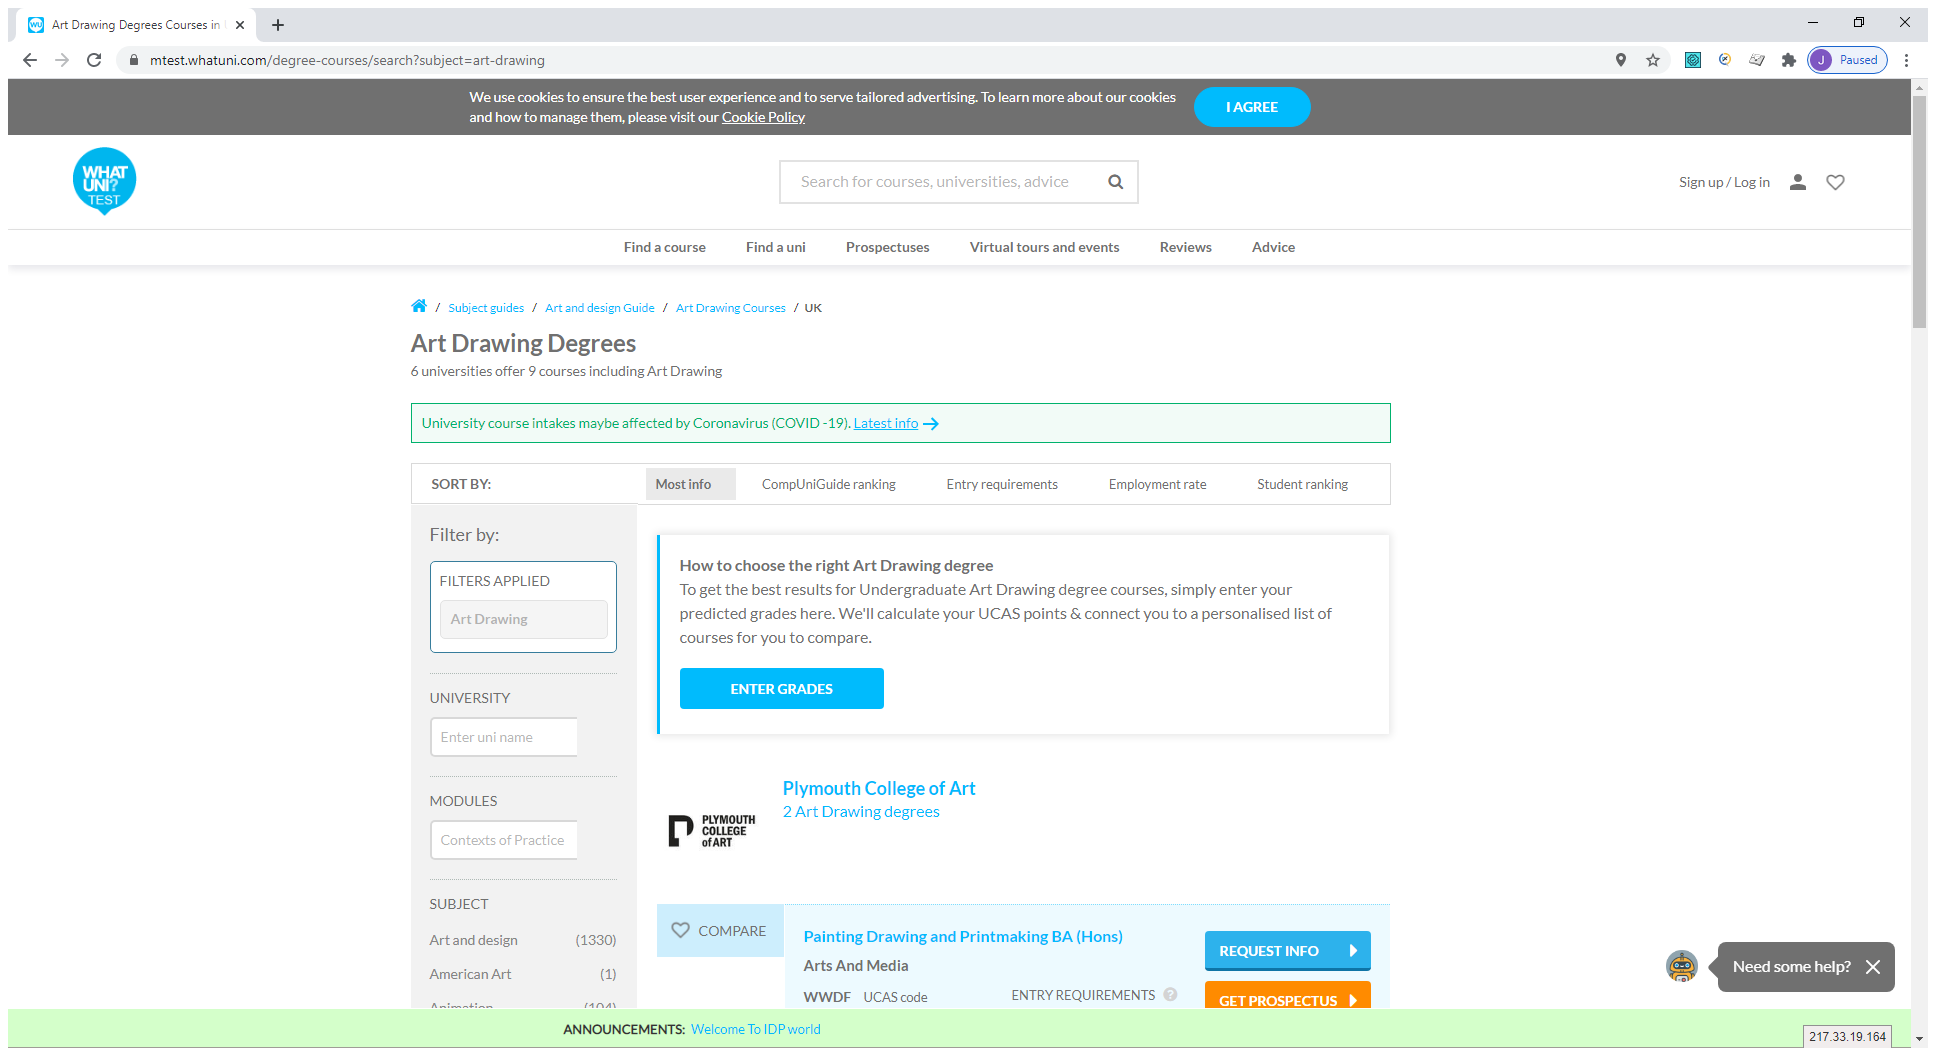 Art Drawing Degrees Courses in
mtest.whatuni.com/degree-courses/search?subject=art-drawing
J Paused
We use cookies to ensure the best user experience and to serve tailored advertising. To learn more about our cookies
and how to manage them, please visit our Cookie Policy
I AGREE
WHAT
UNI?
TEST
Search for courses, universities, advice
Sign up / Log in
Find a course Find a uni Prospectuses Virtual tours and events Reviews Advice
/ Subject guides / Art and design Guide / Art Drawing Courses / UK
Art Drawing Degrees
6 universities offer 9 courses including Art Drawing
University course intakes maybe affected by Coronavirus (COVID -19). Latest info
SORT BY: Most info CompUniGuide ranking Entry requirements Employment rate Student ranking
Filter by:
FILTERS APPLIED
Art Drawing
UNIVERSITY
Enter uni name
MODULES
Contexts of Practice
SUBJECT
Art and design (1330)
American Art (1)
Animation (104)
How to choose the right Art Drawing degree
To get the best results for Undergraduate Art Drawing degree courses, simply enter your
predicted grades here. We'll calculate your UCAS points & connect you to a personalised list of
courses for you to compare.
ENTER GRADES
PLYMOUTH
COLLEGE
of ART
Plymouth College of Art
2 Art Drawing degrees
COMPARE
Painting Drawing and Printmaking BA (Hons)
Arts And Media
WWDF UCAS code ENTRY REQUIREMENTS ?
REQUEST INFO
GET PROSPECTUS
Need some help?
ANNOUNCEMENTS: Welcome To IDP world
217.33.19.164